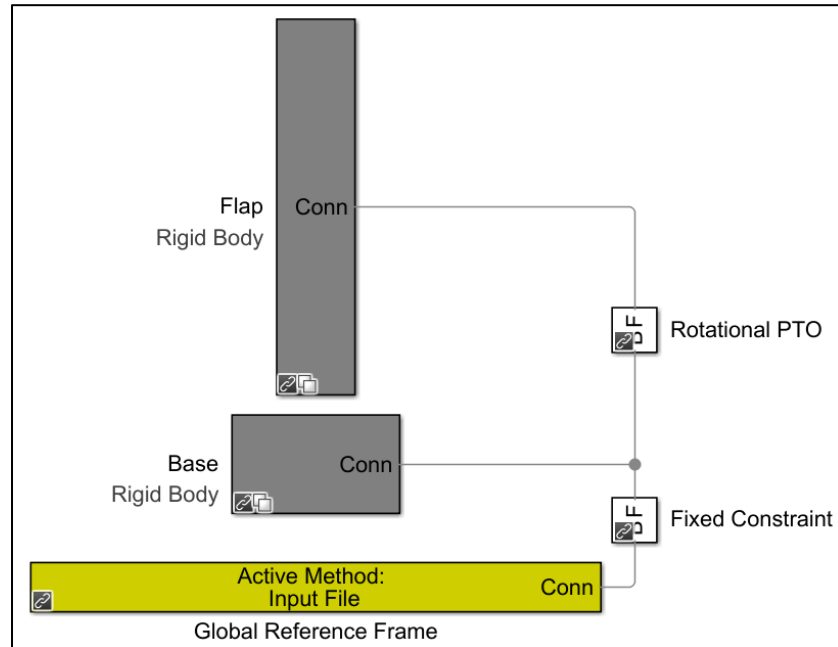 Flap
Rigid Body
Conn
Rotational PTO
Base
Rigid Body
Conn
Fixed Constraint
Active Method:
Input File
Conn
Global Reference Frame